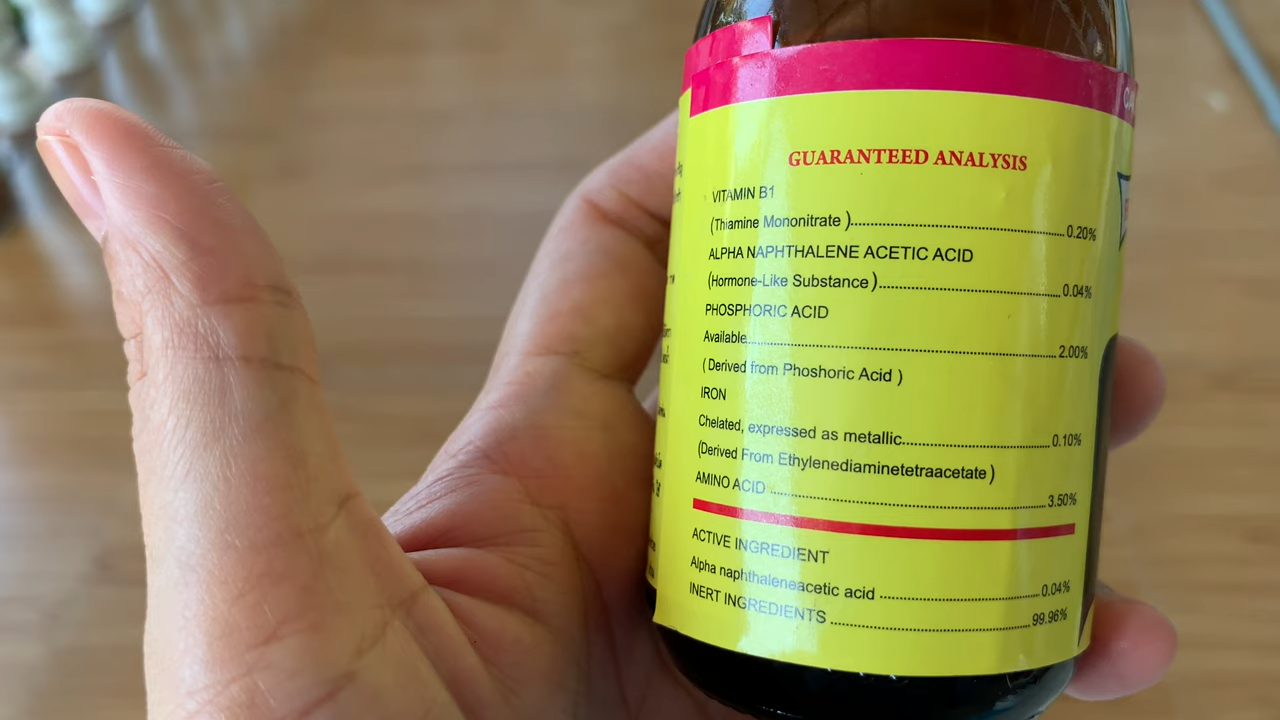 GUARANTEED ANALYSIS
VITAMIN B1
(Thiamine Mononitrate )..........0.20%
ALPHA NAPHTHALENE ACETIC ACID
(Hormone-Like Substance)..........0.04%
PHOSPHORIC ACID
Available..........2.00%
( Derived from Phoshoric Acid )
IRON
Chelated, expressed as metallic..........0.10%
(Derived From Ethylenediaminetetraacetate )
AMINO ACID ..........3.50%
ACTIVE INGREDIENT
Alpha naphthaleneacetic acid ..........0.04%
INERT INGREDIENTS ..........99.96%